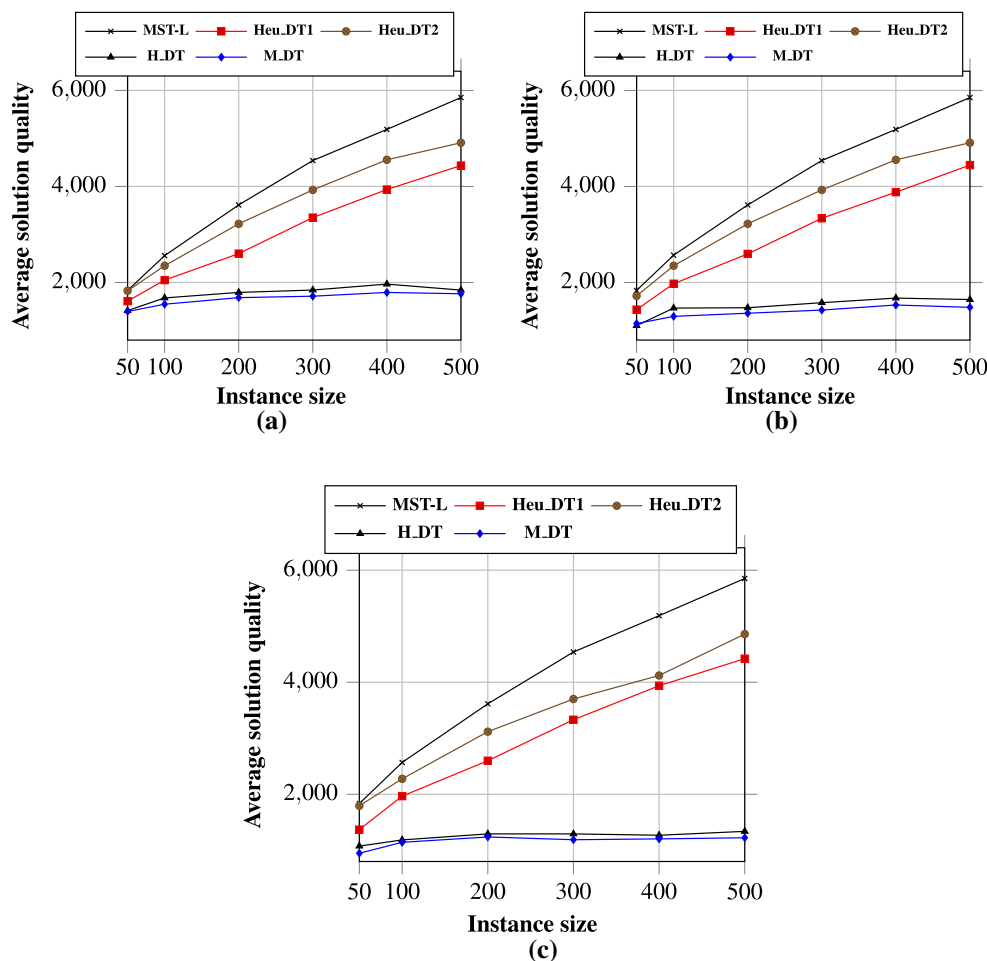 MST-L Heu_DT1 Heu_DT2
H_DT M_DT
6,000
4,000
2,000
50 100 200 300 400 500
Average solution quality
Instance size
(a)
MST-L Heu_DT1 Heu_DT2
H_DT M_DT
6,000
4,000
2,000
50 100 200 300 400 500
Average solution quality
Instance size
(b)
MST-L Heu_DT1 Heu_DT2
H_DT M_DT
6,000
4,000
2,000
50 100 200 300 400 500
Average solution quality
Instance size
(c)